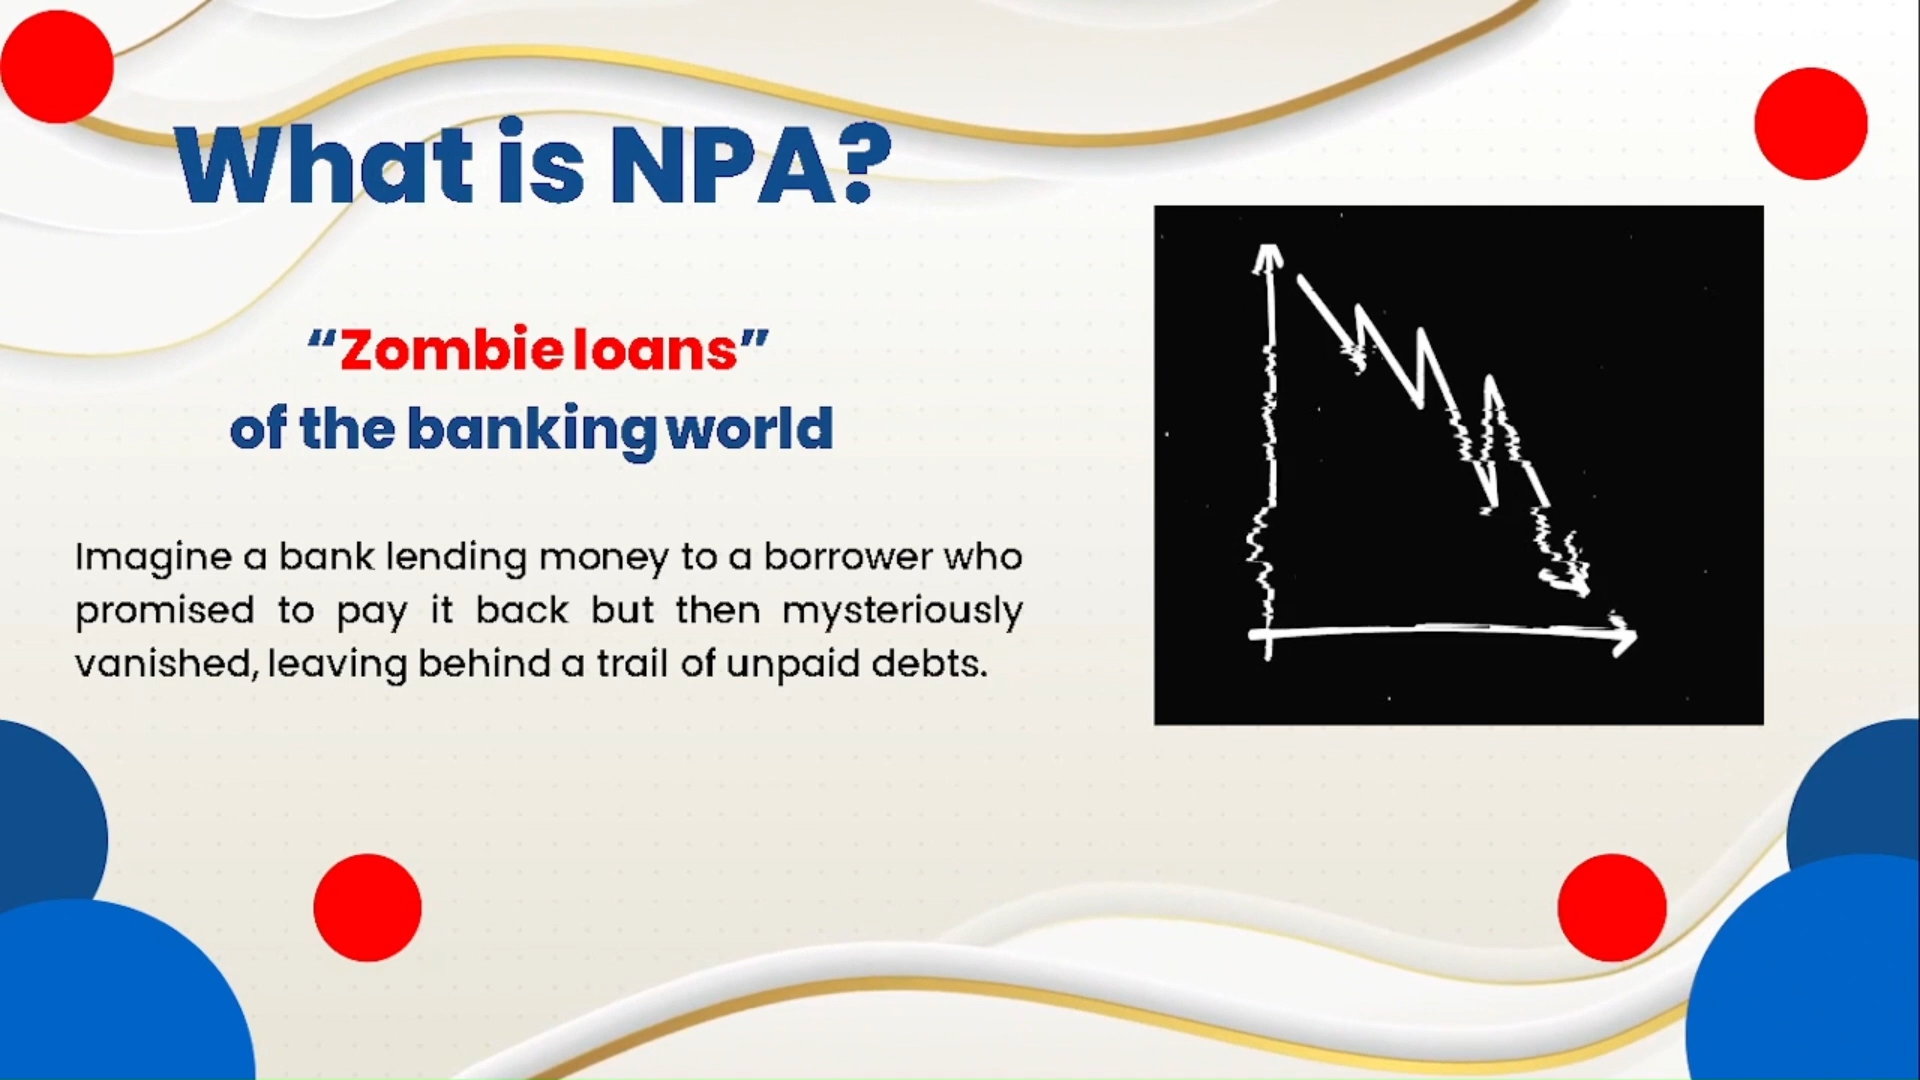 What is NPA?
“Zombie loans”
of the banking world
Imagine a bank lending money to a borrower who
promised to pay it back but then mysteriously
vanished, leaving behind a trail of unpaid debts.